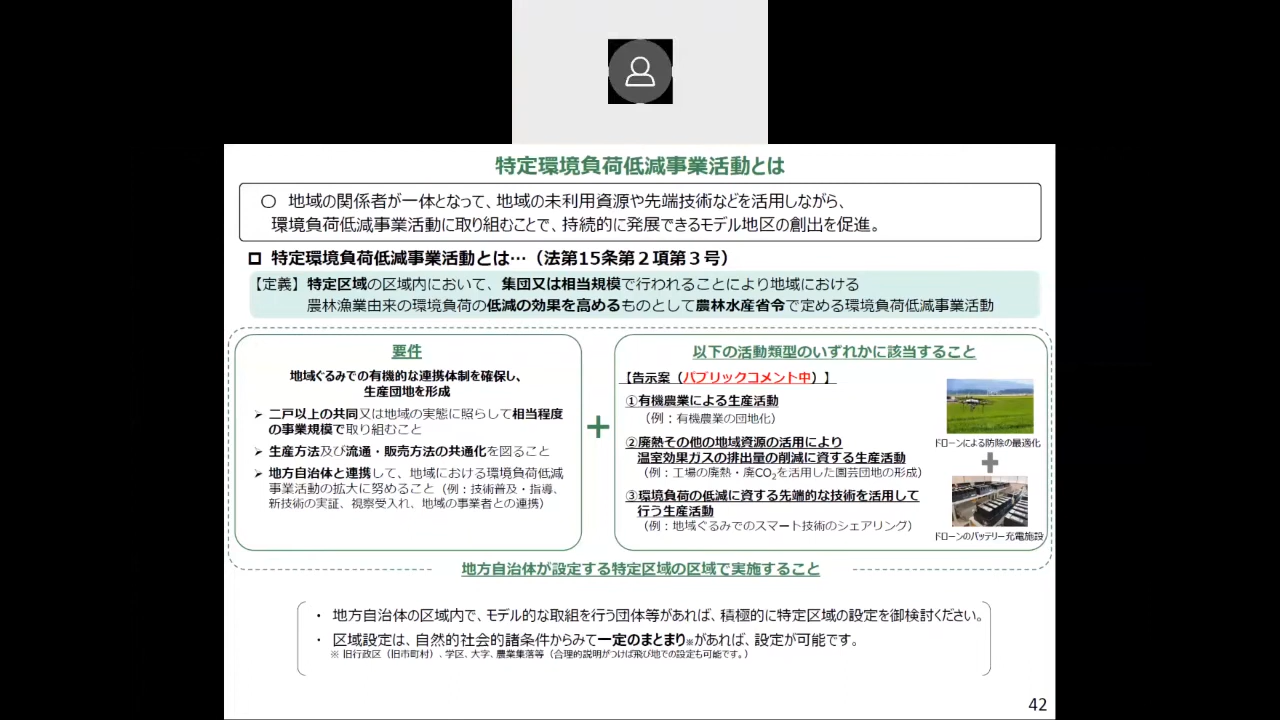 特定環境負荷低減事業活動とは
○ 地域の関係者が一体となって、地域の未利用資源や先端技術などを活用しながら、
環境負荷低減事業活動に取り組むことで、持続的に発展できるモデル地区の創出を促進。
特定環境負荷低減事業活動とは…（法第15条第２項第３号）
【定義】特定区域の区域内において、集団又は相当規模で行われることにより地域における
農林漁業由来の環境負荷の低減の効果を高めるものとして農林水産省令で定める環境負荷低減事業活動
要件
地域ぐるみでの有機的な連携体制を確保し、
生産団地を形成
➢ 二戸以上の共同又は地域の実態に照らして相当程度
の事業規模で取り組むこと
➢ 生産方法及び流通・販売方法の共通化を図ること
➢ 地方自治体と連携して、地域における環境負荷低減
事業活動の拡大に努めること（例：技術普及・指導、
新技術の実証、視察受入れ、地域の事業者との連携）
＋
以下の活動類型のいずれかに該当すること
【告示案（パブリックコメント中）】
①有機農業による生産活動
（例：有機農業の団地化）
②廃熱その他の地域資源の活用により
温室効果ガスの排出量の削減に資する生産活動
（例：工場の廃熱・廃CO2を活用した園芸団地の形成）
③環境負荷の低減に資する先端的な技術を活用して
行う生産活動
（例：地域ぐるみでのスマート技術のシェアリング）
ドローンによる防除の最適化
ドローンのバッテリー充電施設
地方自治体が設定する特定区域の区域で実施すること
・ 地方自治体の区域内で、モデル的な取組を行う団体等があれば、積極的に特定区域の設定を御検討ください。
・ 区域設定は、自然的社会的諸条件からみて一定のまとまり※があれば、設定が可能です。
※ 旧行政区（旧市町村）、学区、大字、農業集落等（合理的説明がつけば飛び地での設定も可能です。）
42